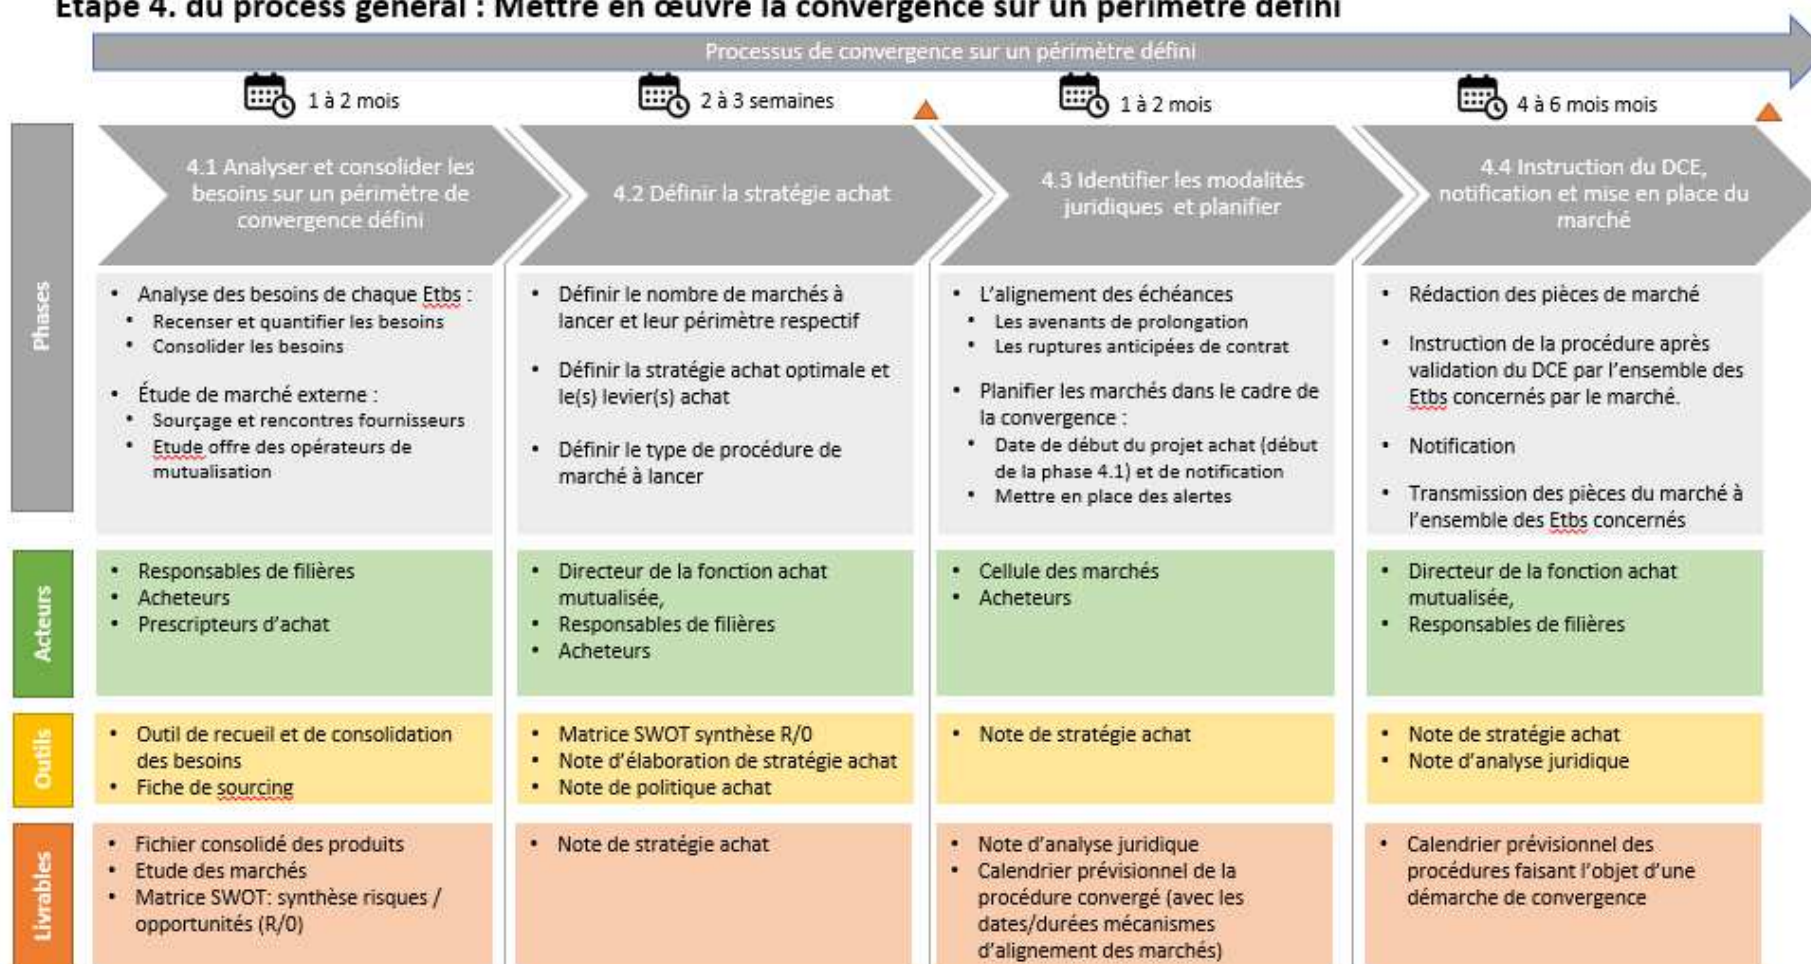 Etape 4. du process général : Mettre en œuvre la convergence sur un périmètre défini
Processus de convergence sur un périmètre défini
1 à 2 mois
2 à 3 semaines
1 à 2 mois
4 à 6 mois mois
4.1 Analyser et consolider les
besoins sur un périmètre de
convergence défini
4.2 Définir la stratégie achat
4.3 Identifier les modalités
juridiques et planifier
4.4 Instruction du DCE,
notification et mise en place du
marché
Phases
• Analyse des besoins de chaque Etbs :
• Recenser et quantifier les besoins
• Consolider les besoins
• Étude de marché externe :
• Sourçage et rencontres fournisseurs
• Etude offre des opérateurs de
mutualisation
• Définir le nombre de marchés à
lancer et leur périmètre respectif
• Définir la stratégie achat optimale et
le(s) levier(s) achat
• Définir le type de procédure de
marché à lancer
• L'alignement des échéances
• Les avenants de prolongation
• Les ruptures anticipées de contrat
• Planifier les marchés dans le cadre de
la convergence :
• Date de début du projet achat (début
de la phase 4.1) et de notification
• Mettre en place des alertes
• Rédaction des pièces de marché
• Instruction de la procédure après
validation du DCE par l'ensemble des
Etbs concernés par le marché.
• Notification
• Transmission des pièces du marché à
l'ensemble des Etbs concernés
Acteurs
• Responsables de filières
• Acheteurs
• Prescripteurs d'achat
• Directeur de la fonction achat
mutualisée,
• Responsables de filières
• Acheteurs
• Cellule des marchés
• Acheteurs
• Directeur de la fonction achat
mutualisée,
• Responsables de filières
Outils
• Outil de recueil et de consolidation
des besoins
• Fiche de sourcing
• Matrice SWOT synthèse R/0
• Note d'élaboration de stratégie achat
• Note de politique achat
• Note de stratégie achat
• Note de stratégie achat
• Note d'analyse juridique
Livrables
• Fichier consolidé des produits
• Etude des marchés
• Matrice SWOT: synthèse risques /
opportunités (R/0)
• Note de stratégie achat
• Note d'analyse juridique
• Calendrier prévisionnel de la
procédure convergé (avec les
dates/durées mécanismes
d'alignement des marchés)
• Calendrier prévisionnel des
procédures faisant l'objet d'une
démarche de convergence